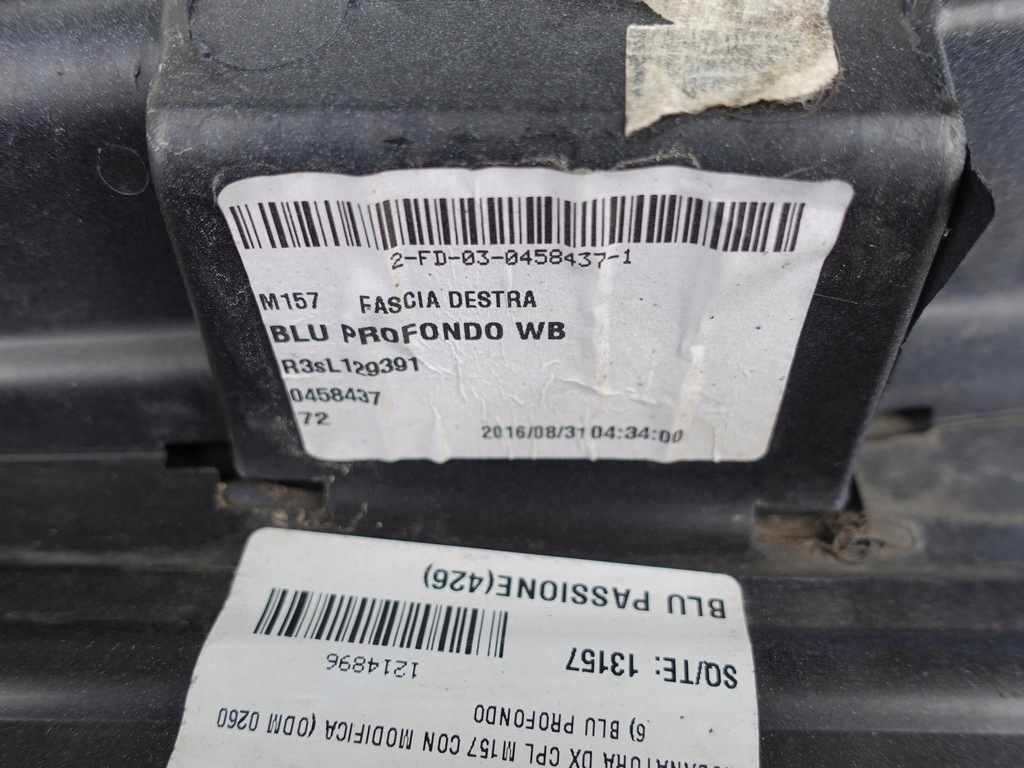 2-FD-03-0458437-1
M157 FASCIA DESTRA
BLU PROFONDO WB
R3sL12g391
0458437
72
2016/08/31 04:34:00
BLU PASSIONE(426)
1214896
SQ/TE: 13157
6) BLU PROFONDO
DX CPL M157 CON MODIFICA (ODM 0260